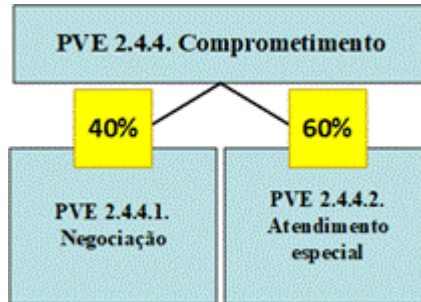 PVE 2.4.4. Comprometimento
40%
60%
PVE 2.4.4.1.
Negociação
PVE 2.4.4.2.
Atendimento
especial